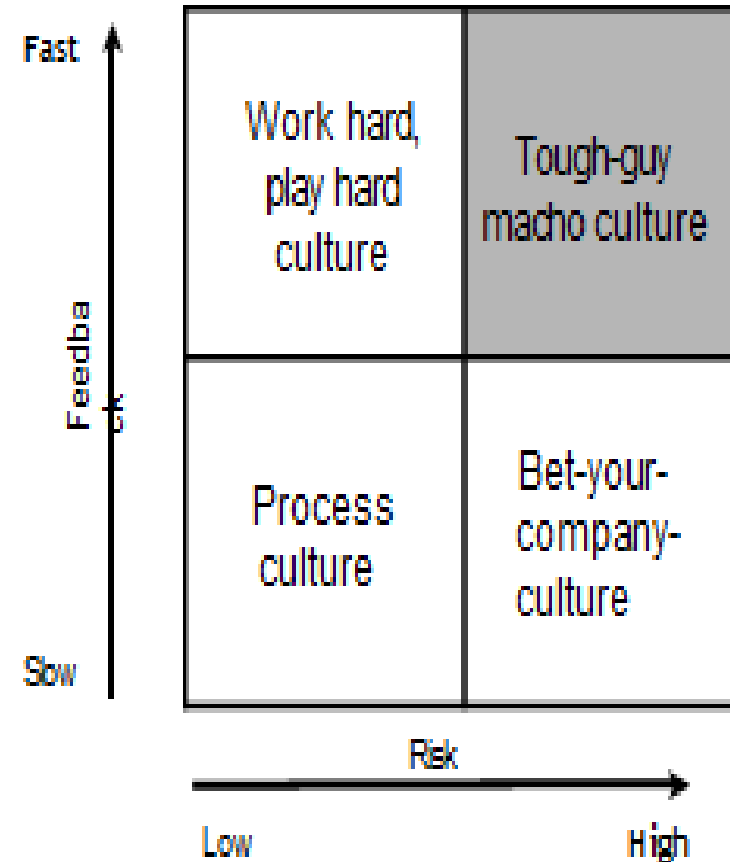 Fast
Work hard,
play hard
culture
Tough-guy
macho culture
Feedba
Process
culture
Bet-your-
company-
culture
Slow
Risk
Low
High